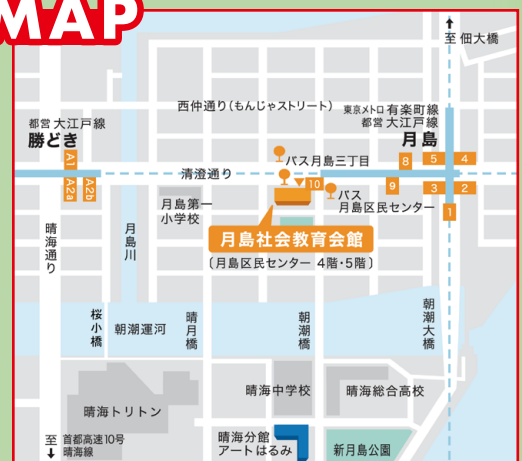 MAP
至 佃大橋
西仲通り(もんじゃストリート)
東京メトロ 有楽町線
都営 大江戸線
月島
都営 大江戸線
勝どき
A1
A2a
A2b
バス月島三丁目
8
5
4
清澄通り
10
9
3
2
1
バス
月島区民センター
月島第一
小学校
月島社会教育会館
〔月島区民センター 4階・5階〕
晴海通り
月島川
桜小橋
朝潮運河
晴月橋
朝潮橋
朝潮大橋
晴海中学校
晴海総合高校
晴海トリトン
至 首都高速10号
晴海線
晴海分館
アートはるみ
新月島公園